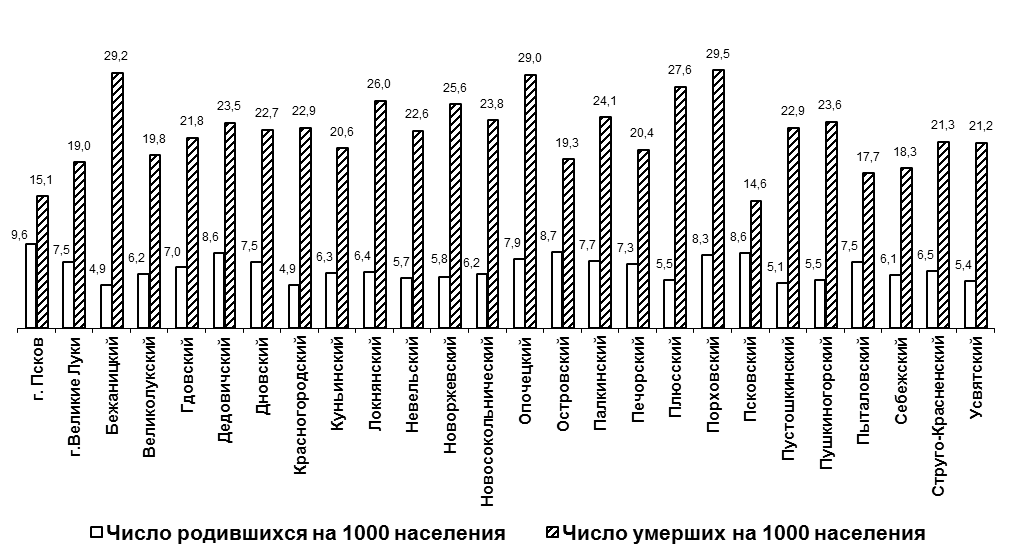 9,6 15,1
7,5 19,0
4,9 29,2
6,2 19,8
7,0 21,8
8,6 23,5
7,5 22,7
4,9 22,9
6,3 20,6
6,4 26,0
5,7 22,6
5,8 25,6
6,2 23,8
7,9 29,0
8,7 19,3
7,7 24,1
7,3 20,4
5,5 27,6
8,3 29,5
8,6 14,6
5,1 22,9
5,5 23,6
7,5 17,7
6,1 18,3
6,5 21,3
5,4 21,2
г. Псков
г.Великие Луки
Бежаницкий
Великолукский
Гдовский
Дедовичский
Дновский
Красногородский
Куньинский
Локнянский
Невельский
Новоржевский
Новосокольнический
Опочецкий
Островский
Палкинский
Печорский
Плюсский
Порховский
Псковский
Пустошкинский
Пушкиногорский
Пыталовский
Себежский
Струго-Красненский
Усвятский
Число родившихся на 1000 населения
Число умерших на 1000 населения